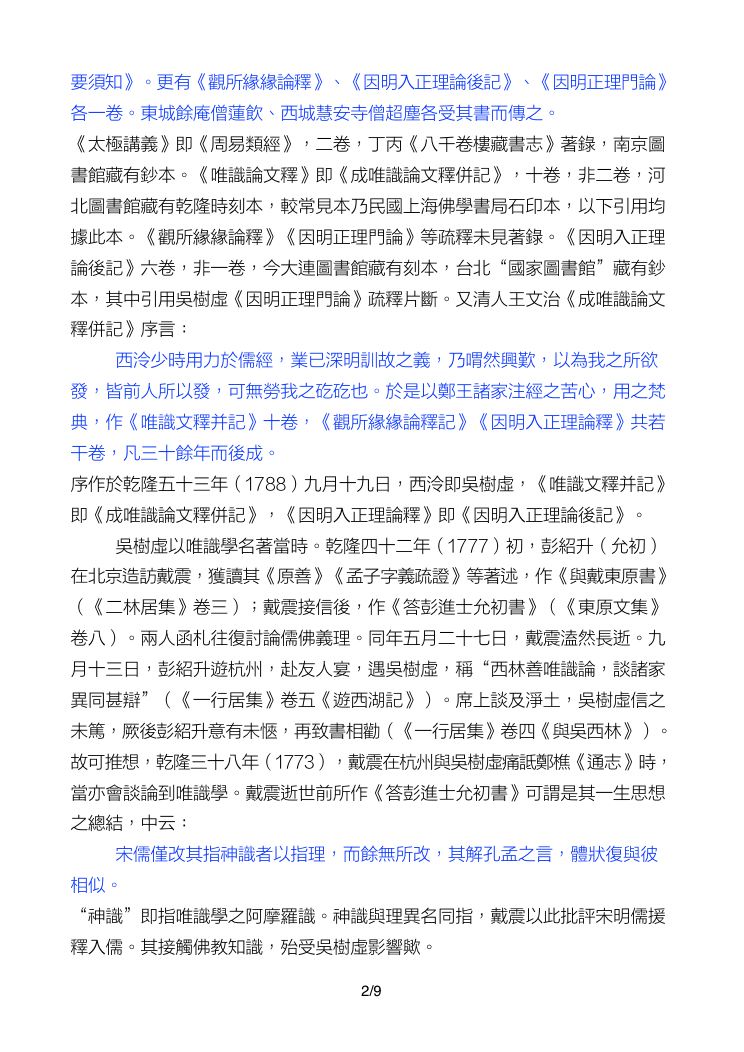 要須知》。更有《觀所緣緣論釋》、《因明入正理論後記》、《因明正理門論》
各一卷。東城餘庵僧蓮飲、西城慧安寺僧超塵各受其書而傳之。
《太極講義》即《周易類經》，二卷，丁丙《八千卷樓藏書志》著錄，南京圖
書館藏有鈔本。《唯識論文釋》即《成唯識論文釋併記》，十卷，非二卷，河
北圖書館藏有乾隆時刻本，較常見本乃民國上海佛學書局石印本，以下引用均
據此本。《觀所緣緣論釋》《因明正理門論》等疏釋未見著錄。《因明入正理
論後記》六卷，非一卷，今大連圖書館藏有刻本，台北“國家圖書館”藏有鈔
本，其中引用吳樹虛《因明正理門論》疏釋片斷。又清人王文治《成唯識論文
釋併記》序言：
西泠少時用力於儒經，業已深明訓故之義，乃喟然興歎，以為我之所欲
發，皆前人所以發，可無勞我之矻矻也。於是以鄭王諸家注經之苦心，用之梵
典，作《唯識文釋并記》十卷，《觀所緣緣論釋記》《因明入正理論釋》共若
干卷，凡三十餘年而後成。
序作於乾隆五十三年（1788）九月十九日，西泠即吳樹虛，《唯識文釋并記》
即《成唯識論文釋併記》，《因明入正理論釋》即《因明入正理論後記》。
吳樹虛以唯識學名著當時。乾隆四十二年（1777）初，彭紹升（允初）
在北京造訪戴震，獲讀其《原善》《孟子字義疏證》等著述，作《與戴東原書》
（《二林居集》卷三）；戴震接信後，作《答彭進士允初書》（《東原文集》
卷八）。兩人函札往復討論儒佛義理。同年五月二十七日，戴震溘然長逝。九
月十三日，彭紹升遊杭州，赴友人宴，遇吳樹虛，稱“西林善唯識論，談諸家
異同甚辯”（《一行居集》卷五《遊西湖記》）。席上談及淨土，吳樹虛信之
未篤，厥後彭紹升意有未愜，再致書相勸（《一行居集》卷四《與吳西林》）。
故可推想，乾隆三十八年（1773），戴震在杭州與吳樹虛痛詆鄭樵《通志》時，
當亦會談論到唯識學。戴震逝世前所作《答彭進士允初書》可謂是其一生思想
之總結，中云：
宋儒僅改其指神識者以指理，而餘無所改，其解孔孟之言，體狀復與彼
相似。
“神識”即指唯識學之阿摩羅識。神識與理異名同指，戴震以此批評宋明儒援
釋入儒。其接觸佛教知識，殆受吳樹虛影響歟。
2/9